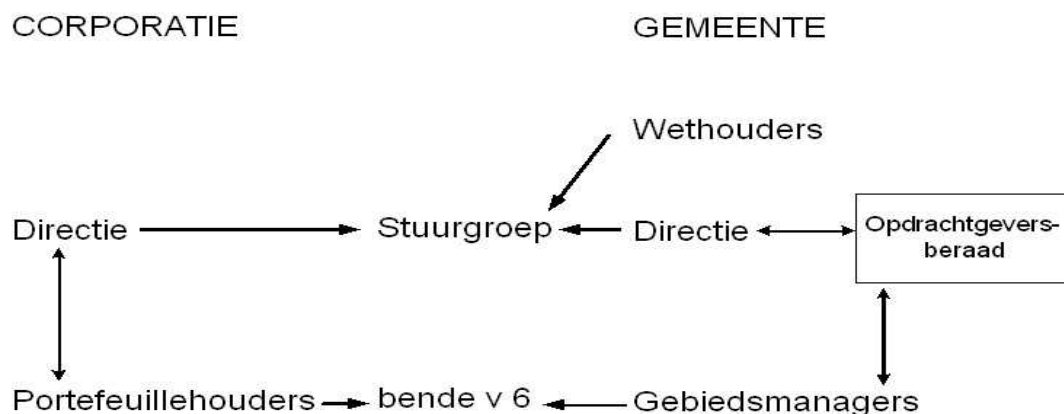 CORPORATIE GEMEENTE
Wethouders
Directie Stuurgroep Directie Opdrachtgevers-
beraad
Portefeuillehouders bende v 6 Gebiedsmanagers